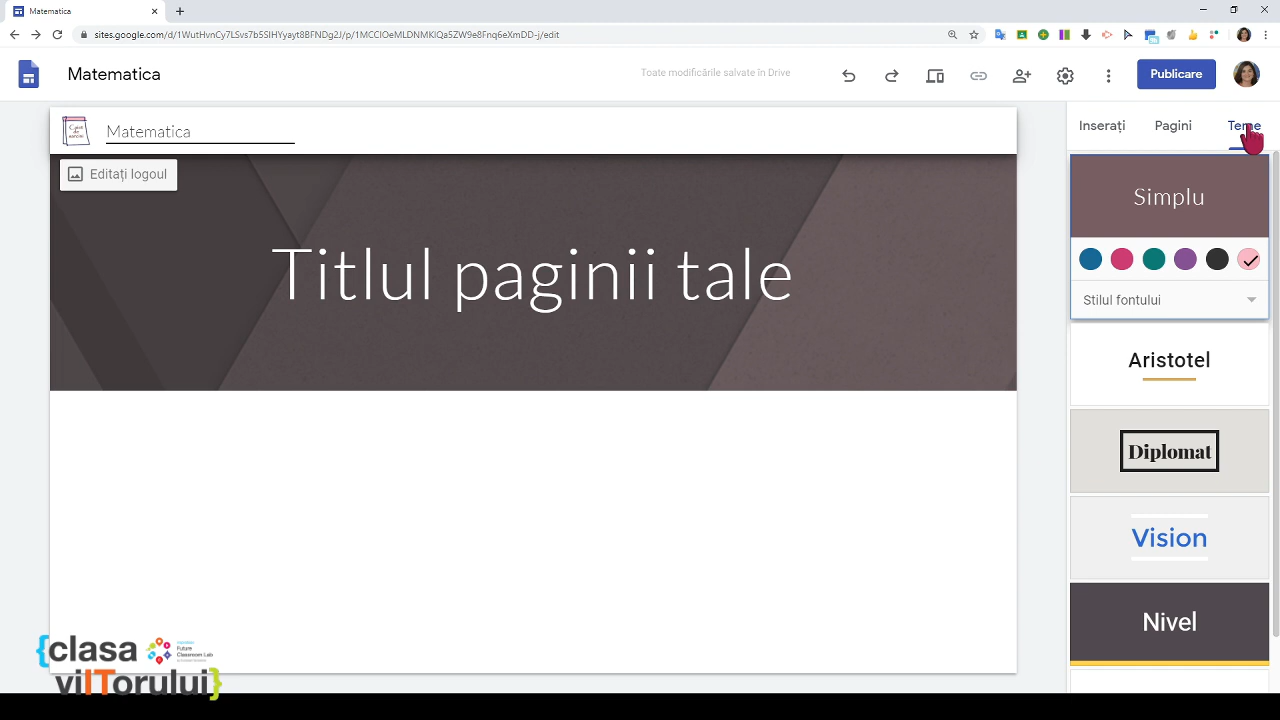 Matematica
sites.google.com/d/1WutHvnCy7LSvs7b5SIHYyayt8BFNDg2J/p/1MCClOeMLDNMKlQa5ZW9e8Fnq6eXmDD-j/edit
Matematica
Toate modificările salvate în Drive
Publicare
Inserați Pagini Teme
Matematica
Editați logoul
Titlul paginii tale
Simplu
Stilul fontului
Aristotel
Diplomat
Vision
Nivel
{clasa
viITorului}
Future
Classroom Lab